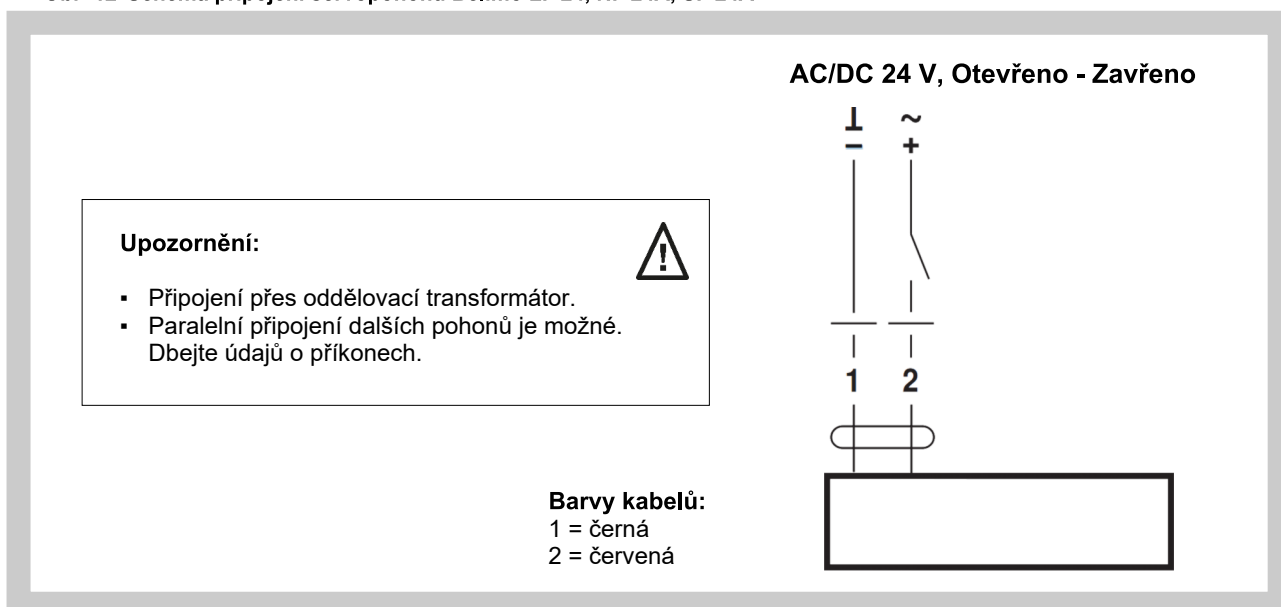 AC/DC 24 V, Otevřeno - Zavřeno
⊥ ~
− +
Upozornění:
▪ Připojení přes oddělovací transformátor.
▪ Paralelní připojení dalších pohonů je možné.
Dbejte údajů o příkonech.
1 2
Barvy kabelů:
1 = černá
2 = červená